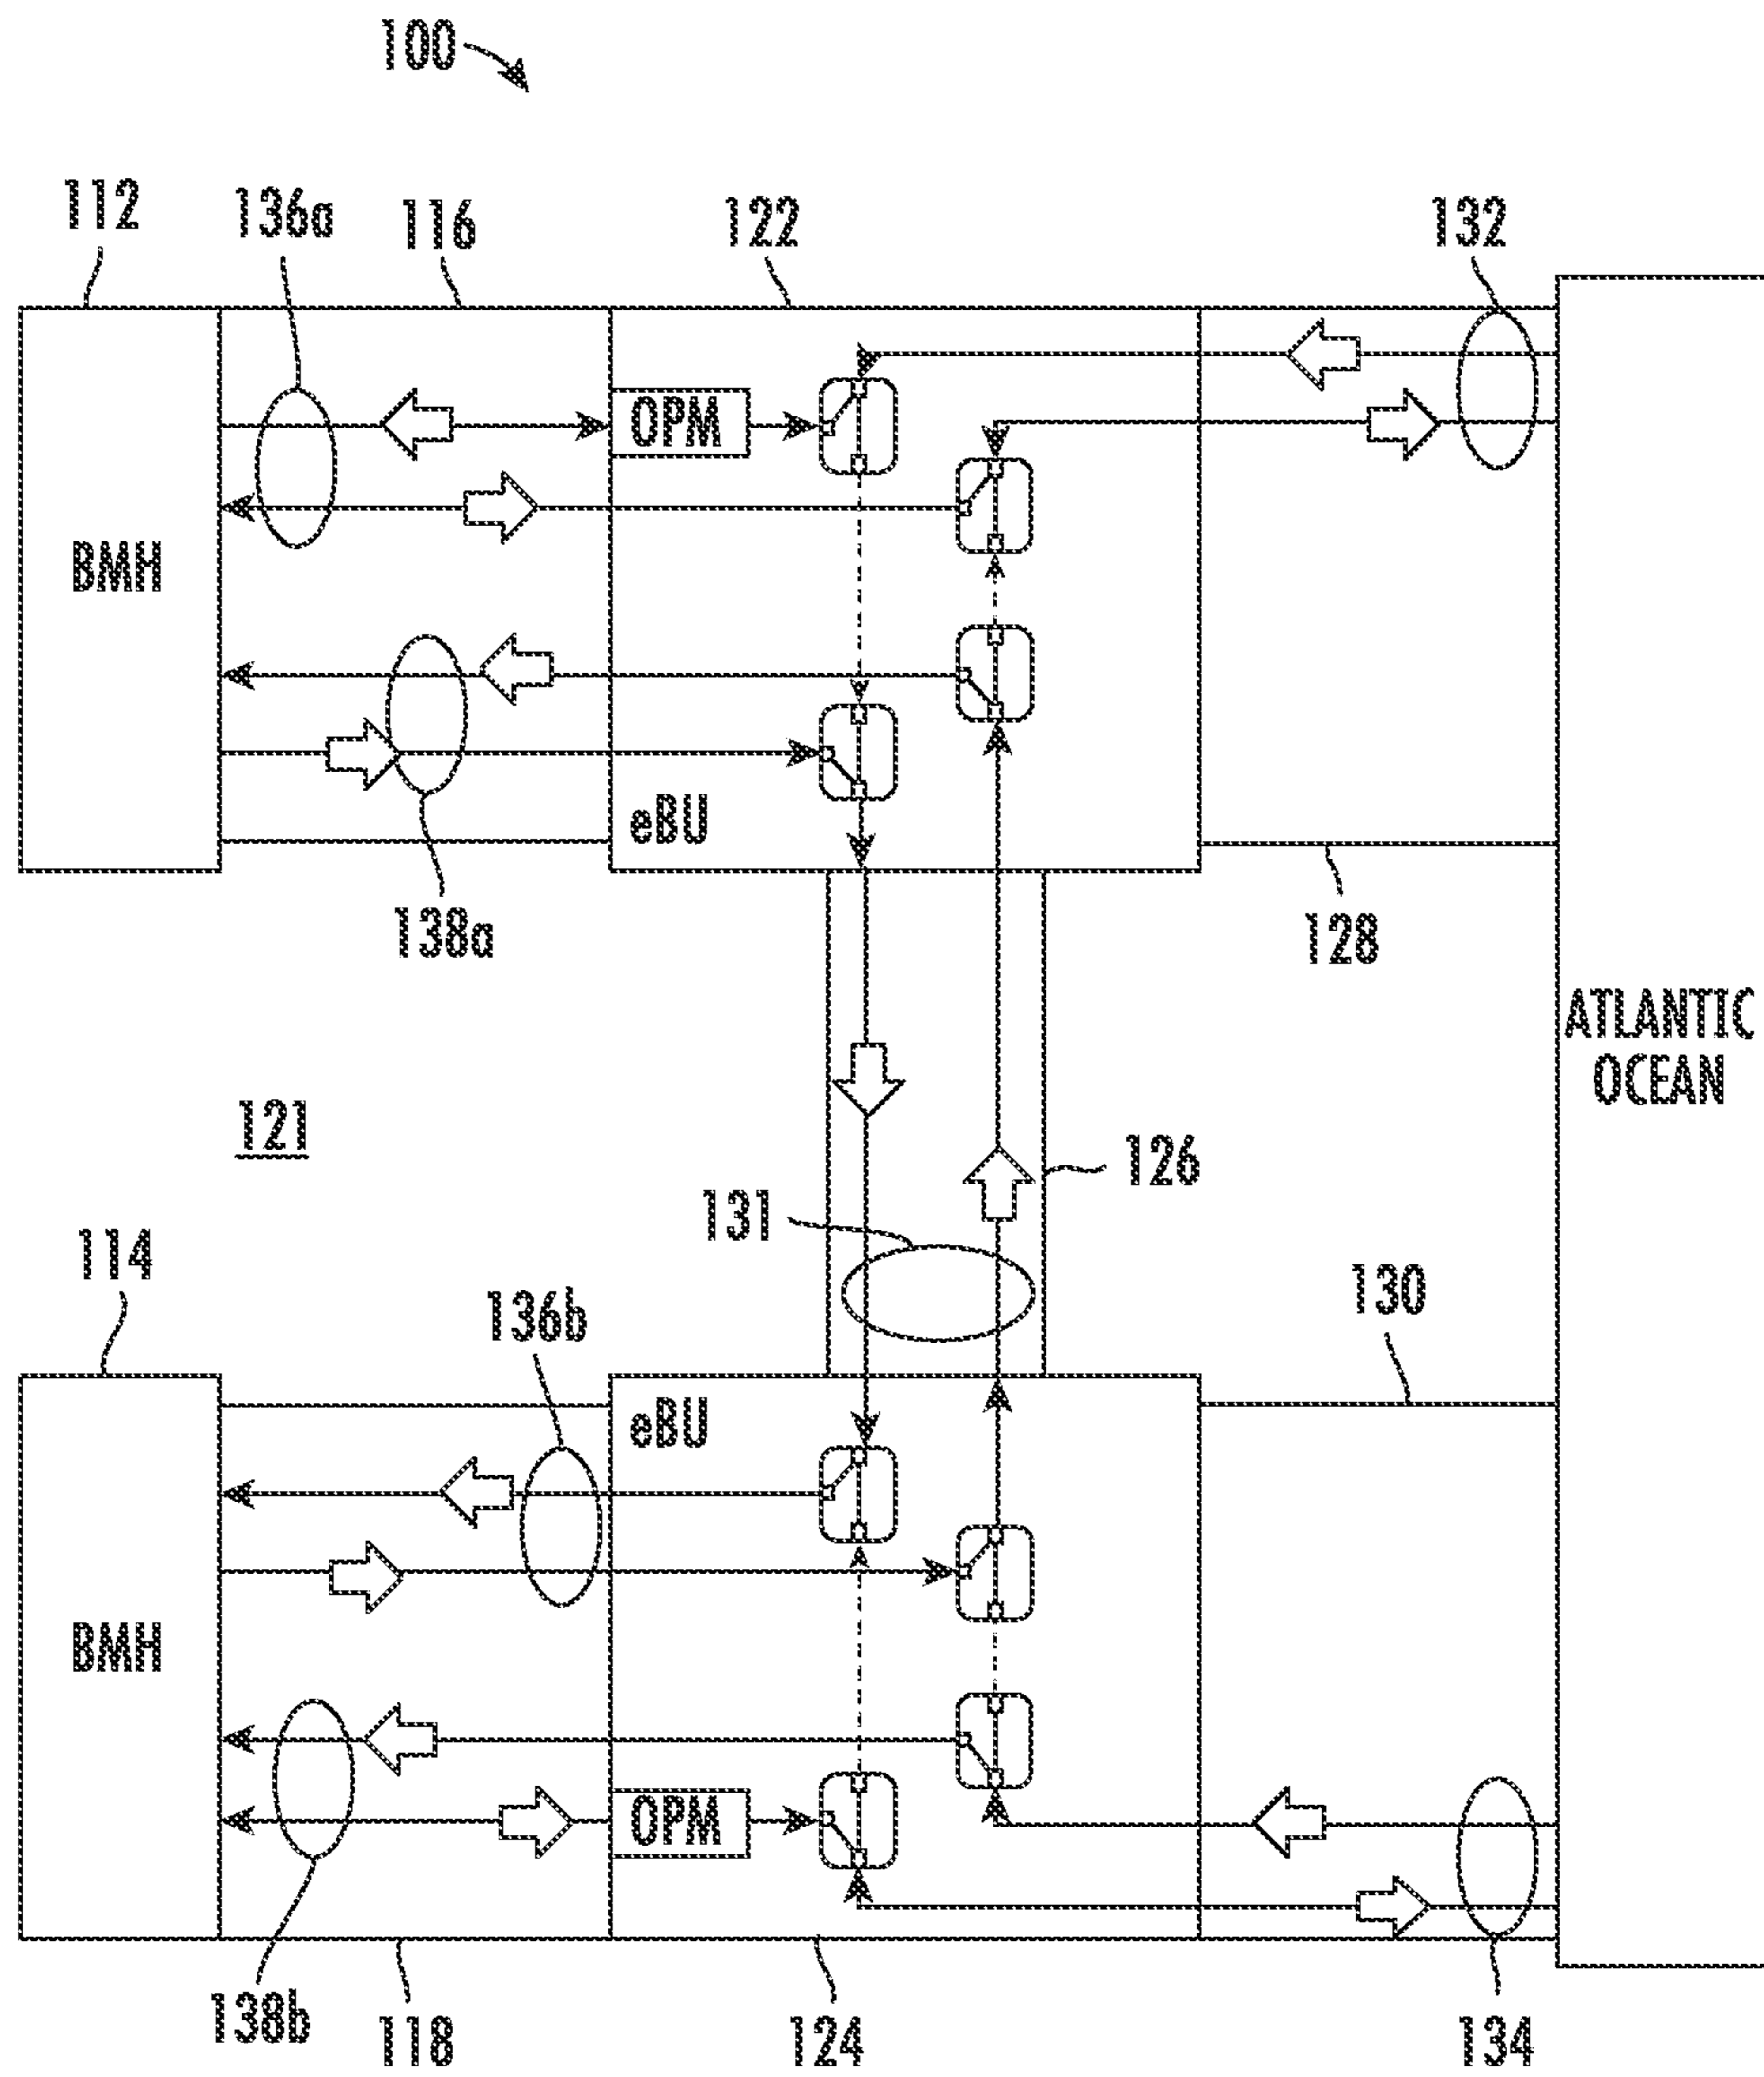 100
112
136a
116
122
132
OPM
BMH
eBU
138a
128
ATLANTIC
OCEAN
121
126
131
114
136b
130
eBU
BMH
OPM
138b
118
124
134